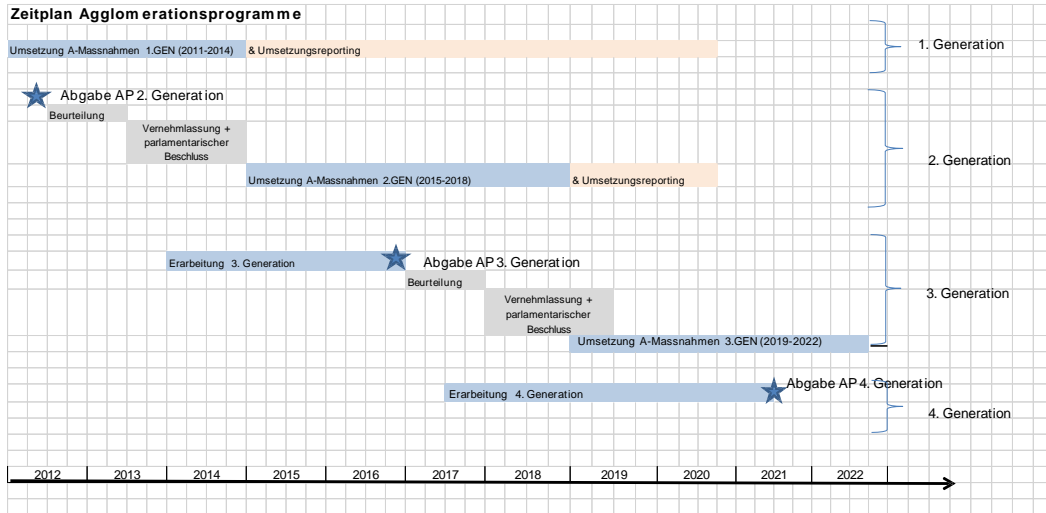 Zeitplan Agglomerationsprogramme
Umsetzung A-Massnahmen 1.GEN (2011-2014)
& Umsetzungsreporting
1. Generation
Abgabe AP 2. Generation
Beurteilung
Vernehmlassung +
parlamentarischer
Beschluss
2. Generation
Umsetzung A-Massnahmen 2.GEN (2015-2018)
& Umsetzungsreporting
Erarbeitung 3. Generation
Abgabe AP 3. Generation
Beurteilung
Vernehmlassung +
parlamentarischer
Beschluss
3. Generation
Umsetzung A-Massnahmen 3.GEN (2019-2022)
Erarbeitung 4. Generation
Abgabe AP 4. Generation
4. Generation
2012 2013 2014 2015 2016 2017 2018 2019 2020 2021 2022